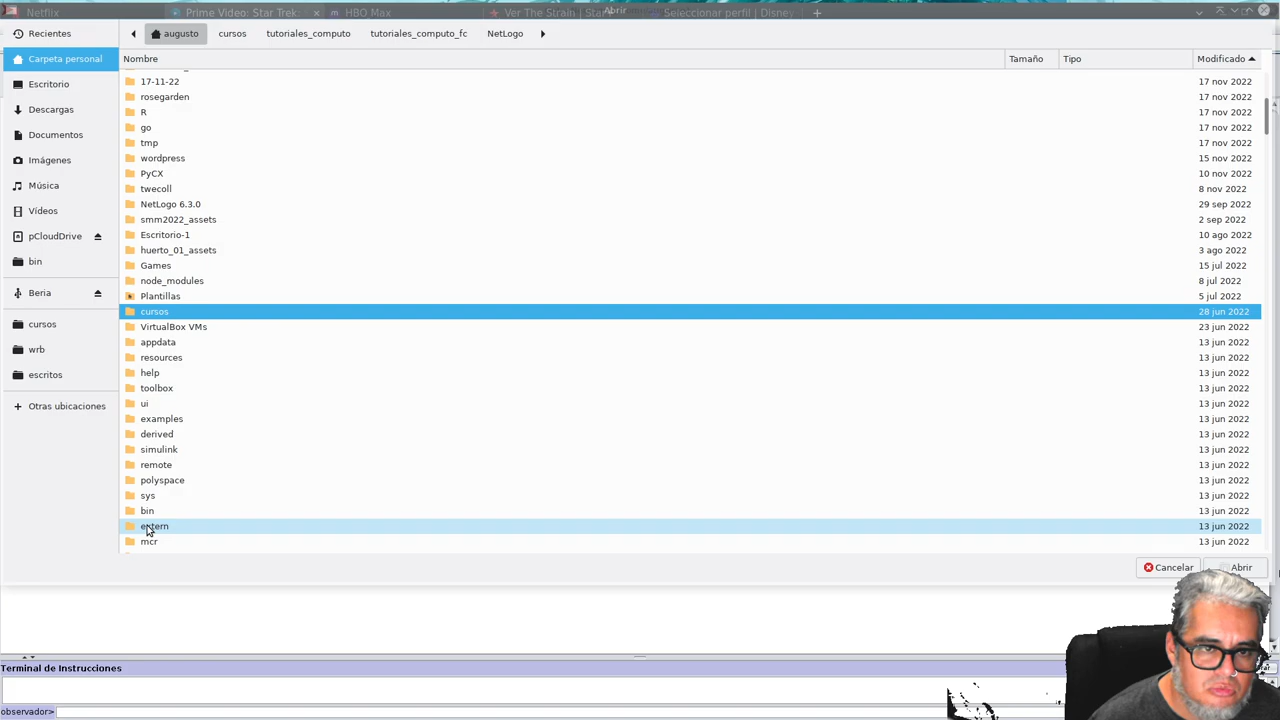 Netflix
Prime Video: Star Trek:
HBO Max
Ver The Strain | Sta
Seleccionar perfil | Disney
Abrir
Recientes
augusto
cursos
tutoriales_computo
tutoriales_computo_fc
NetLogo
Carpeta personal
Nombre
Tamaño
Tipo
Modificado
Escritorio
Descargas
Documentos
Imágenes
Música
Vídeos
pCloudDrive
bin
Beria
cursos
wrb
escritos
Otras ubicaciones
17-11-22 17 nov 2022
rosegarden 17 nov 2022
R 17 nov 2022
go 17 nov 2022
tmp 17 nov 2022
wordpress 15 nov 2022
PyCX 10 nov 2022
twecoll 8 nov 2022
NetLogo 6.3.0 29 sep 2022
smm2022_assets 2 sep 2022
Escritorio-1 10 ago 2022
huerto_01_assets 3 ago 2022
Games 15 jul 2022
node_modules 8 jul 2022
Plantillas 5 jul 2022
cursos 28 jun 2022
VirtualBox VMs 23 jun 2022
appdata 13 jun 2022
resources 13 jun 2022
help 13 jun 2022
toolbox 13 jun 2022
ui 13 jun 2022
examples 13 jun 2022
derived 13 jun 2022
simulink 13 jun 2022
remote 13 jun 2022
polyspace 13 jun 2022
sys 13 jun 2022
bin 13 jun 2022
extern 13 jun 2022
mcr 13 jun 2022
Cancelar
Abrir
Terminal de Instrucciones
observador>